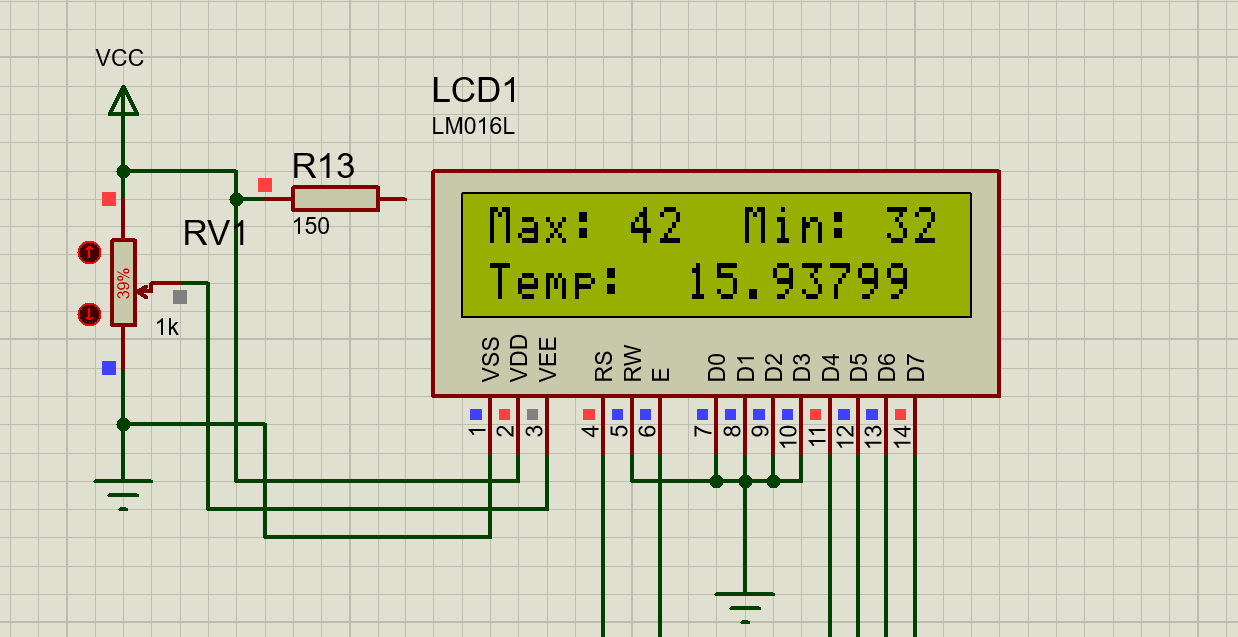 VCC
LCD1
LM016L
R13
150
RV1
39%
1k
Max: 42 Min: 32
Temp: 15.93799
VSS VDD VEE RS RW E D0 D1 D2 D3 D4 D5 D6 D7
1 2 3 4 5 6 7 8 9 10 11 12 13 14